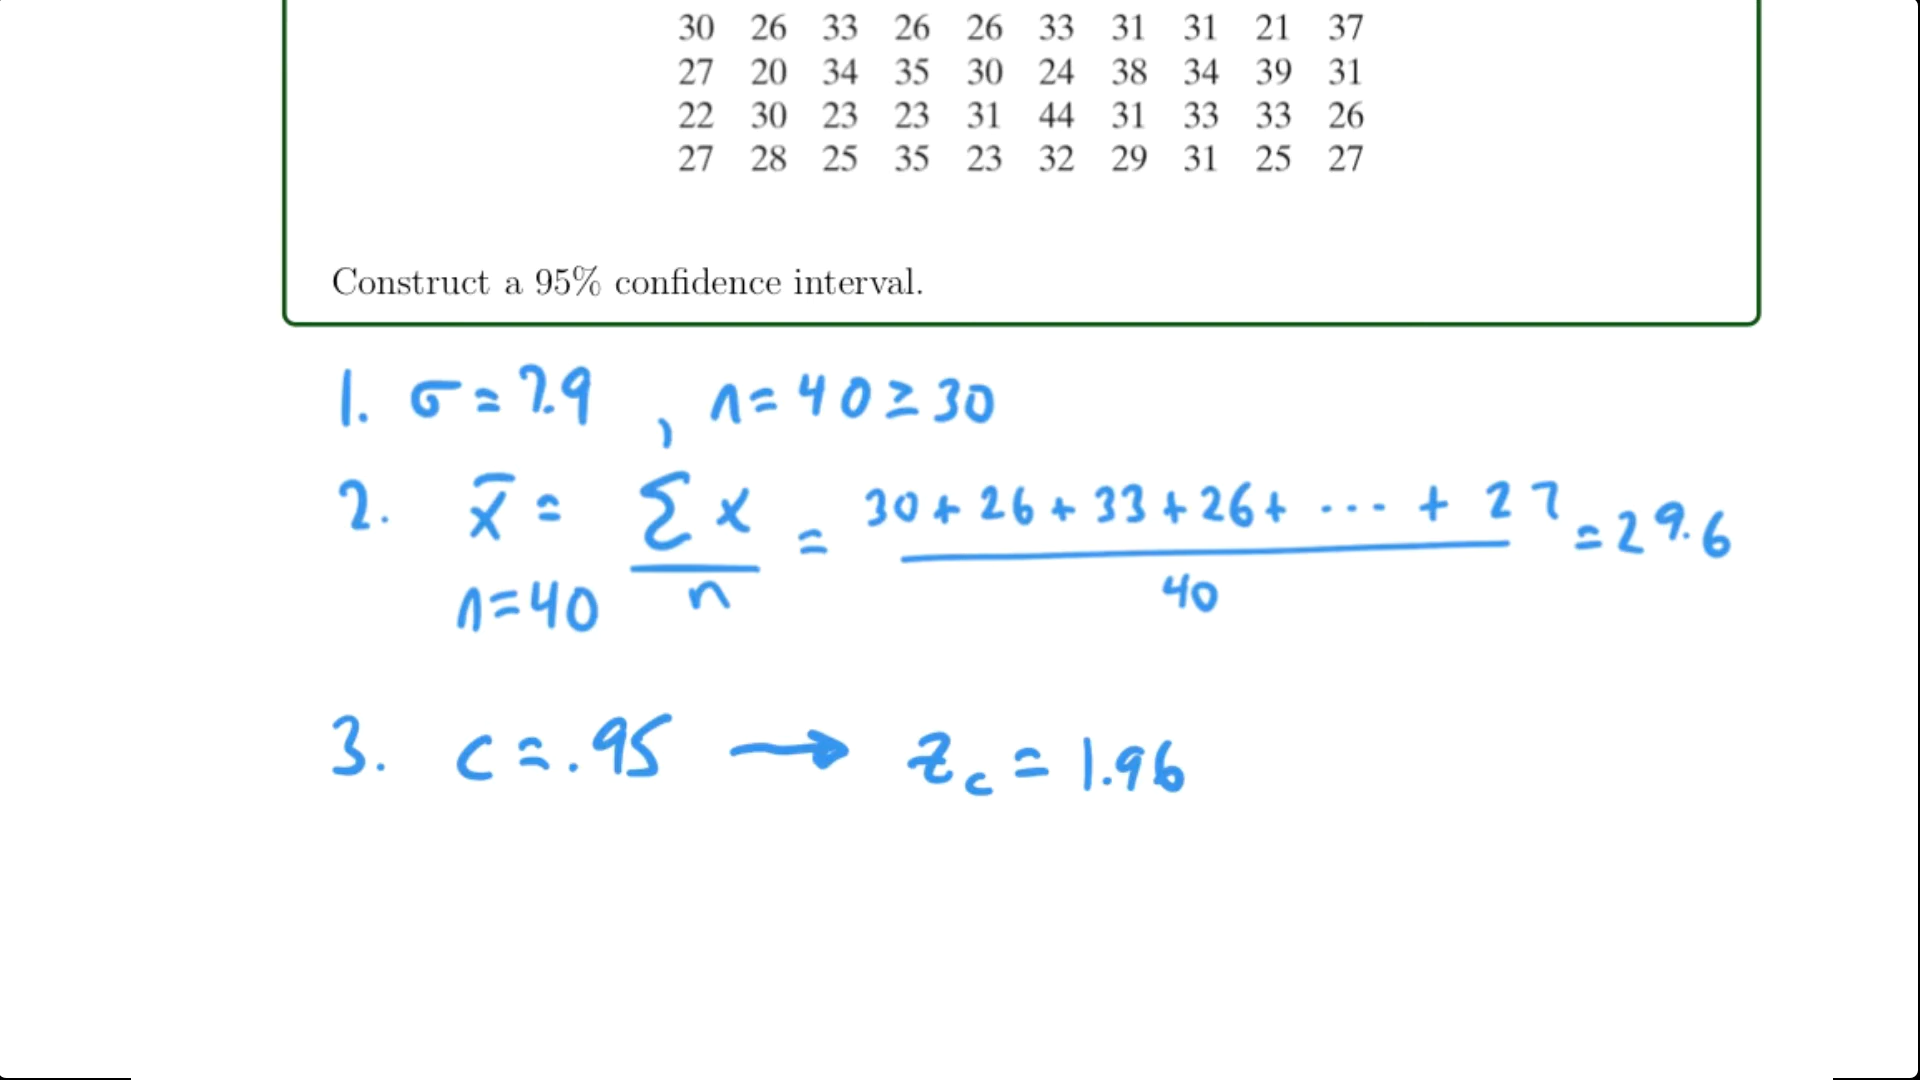 30 26 33 26 26 33 31 31 21 37
27 20 34 35 30 24 38 34 39 31
22 30 23 23 31 44 31 33 33 26
27 28 25 35 23 32 29 31 25 27
Construct a 95% confidence interval.
1. σ = 7.9 , n = 40 ≥ 30
2. x̄ = Σx / n = 30 + 26 + 33 + 26 + ... + 27 / 40 = 29.6
n = 40
3. c = .95 → z_c = 1.96